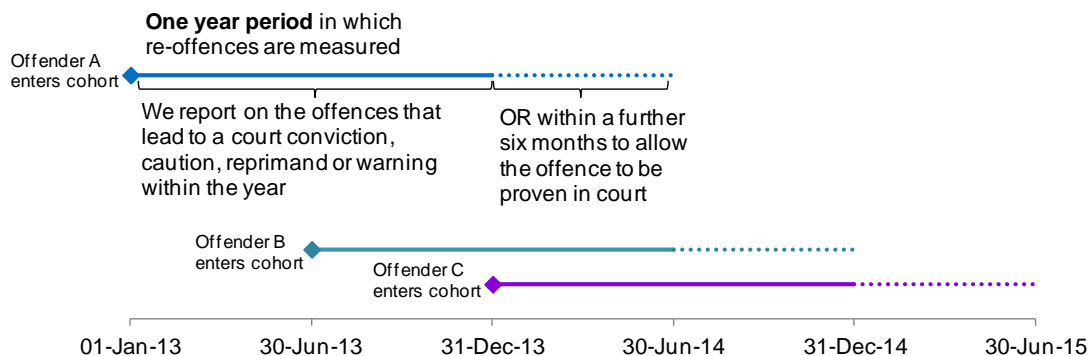 One year period in which
re-offences are measured
Offender A
enters cohort
We report on the offences that
lead to a court conviction,
caution, reprimand or warning
within the year
OR within a further
six months to allow
the offence to be
proven in court
Offender B
enters cohort
Offender C
enters cohort
01-Jan-13 30-Jun-13 31-Dec-13 30-Jun-14 31-Dec-14 30-Jun-15